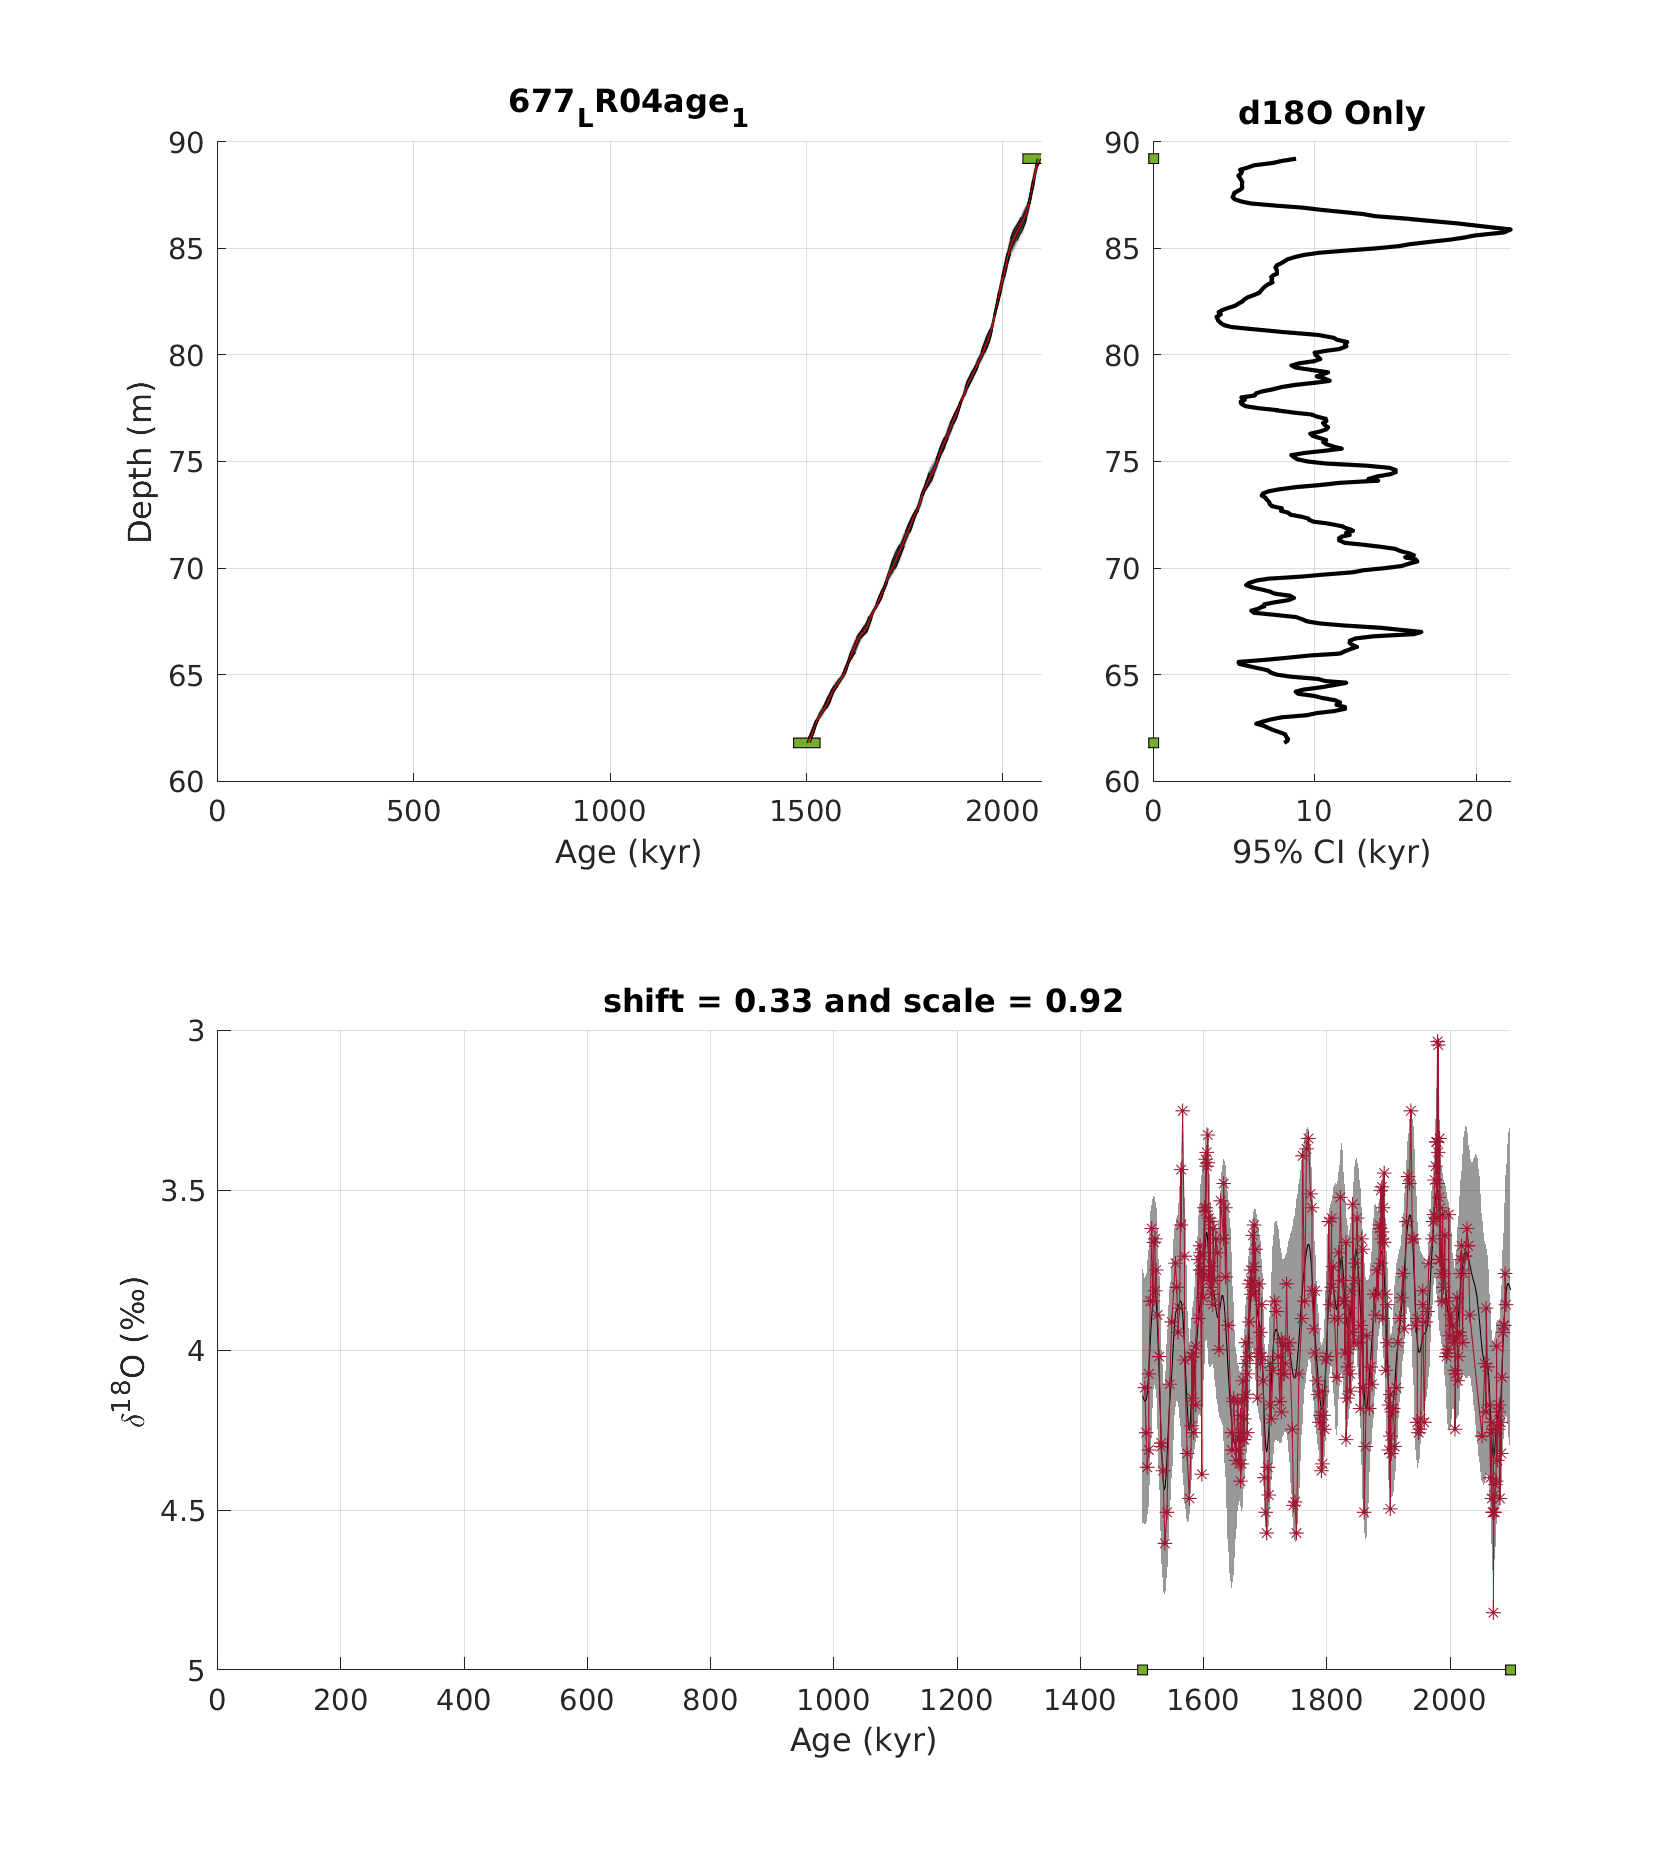 677LR04age1
d18O Only
90
85
80
75
70
65
60
Depth (m)
0 500 1000 1500 2000
Age (kyr)
90
85
80
75
70
65
60
0 10 20
95% CI (kyr)
shift = 0.33 and scale = 0.92
3
3.5
4
4.5
5
δ18O (‰)
0 200 400 600 800 1000 1200 1400 1600 1800 2000
Age (kyr)